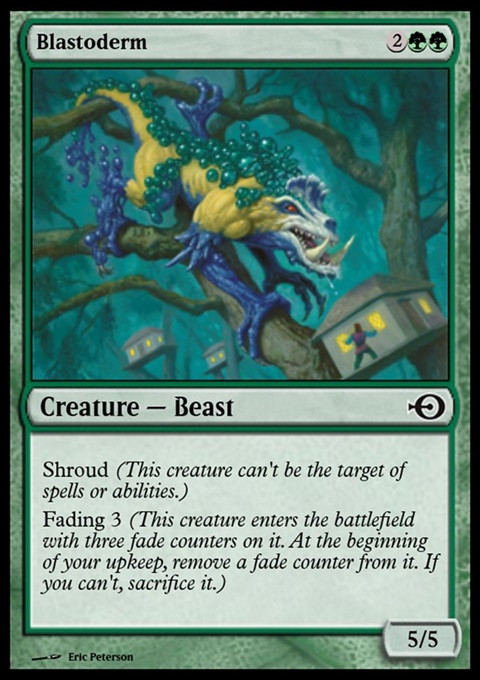 Blastoderm
2
Creature — Beast
Shroud (This creature can't be the target of
spells or abilities.)
Fading 3 (This creature enters the battlefield
with three fade counters on it. At the beginning
of your upkeep, remove a fade counter from it. If
you can't, sacrifice it.)
5/5
Eric Peterson